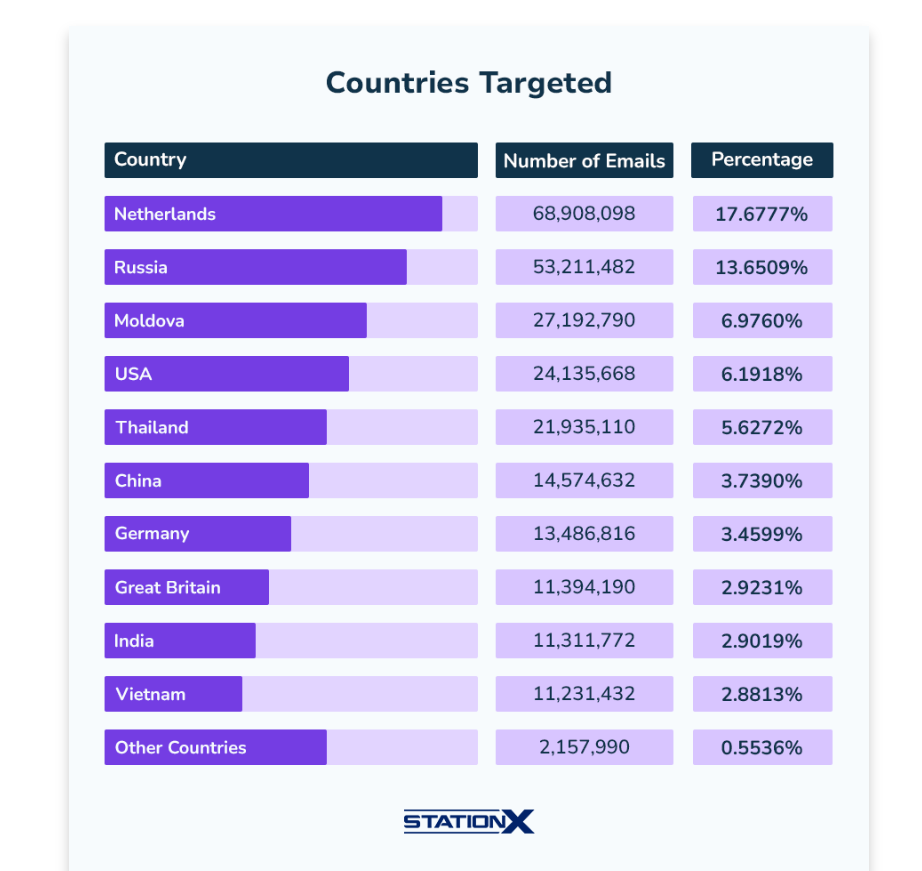 Countries Targeted
Country Number of Emails Percentage
Netherlands 68,908,098 17.6777%
Russia 53,211,482 13.6509%
Moldova 27,192,790 6.9760%
USA 24,135,668 6.1918%
Thailand 21,935,110 5.6272%
China 14,574,632 3.7390%
Germany 13,486,816 3.4599%
Great Britain 11,394,190 2.9231%
India 11,311,772 2.9019%
Vietnam 11,231,432 2.8813%
Other Countries 2,157,990 0.5536%
STATIONX